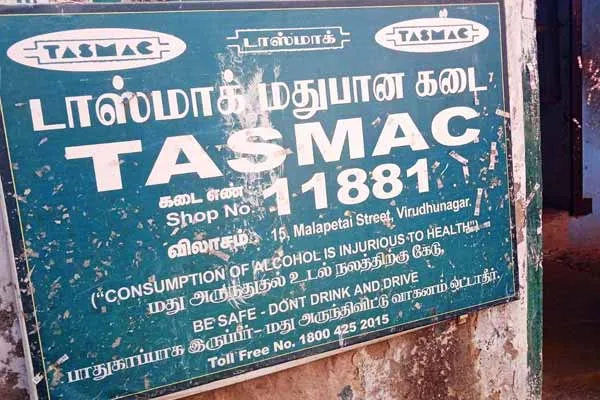 TASMAC டாஸ்மாக் TASMAC
டாஸ்மாக் மதுபான கடை
TASMAC
கடை எண்
Shop No. 11881
விலாசம்: 15, Malapetai Street, Virudhunagar.
("CONSUMPTION OF ALCOHOL IS INJURIOUS TO HEALTH")
மது அருந்துதல் உடல் நலத்திற்கு கேடு,
BE SAFE - DONT DRINK AND DRIVE
பாதுகாப்பாக இருப்பீர் - மது அருந்திவிட்டு வாகனம் ஓட்டாதீர்.
Toll Free No. 1800 425 2015